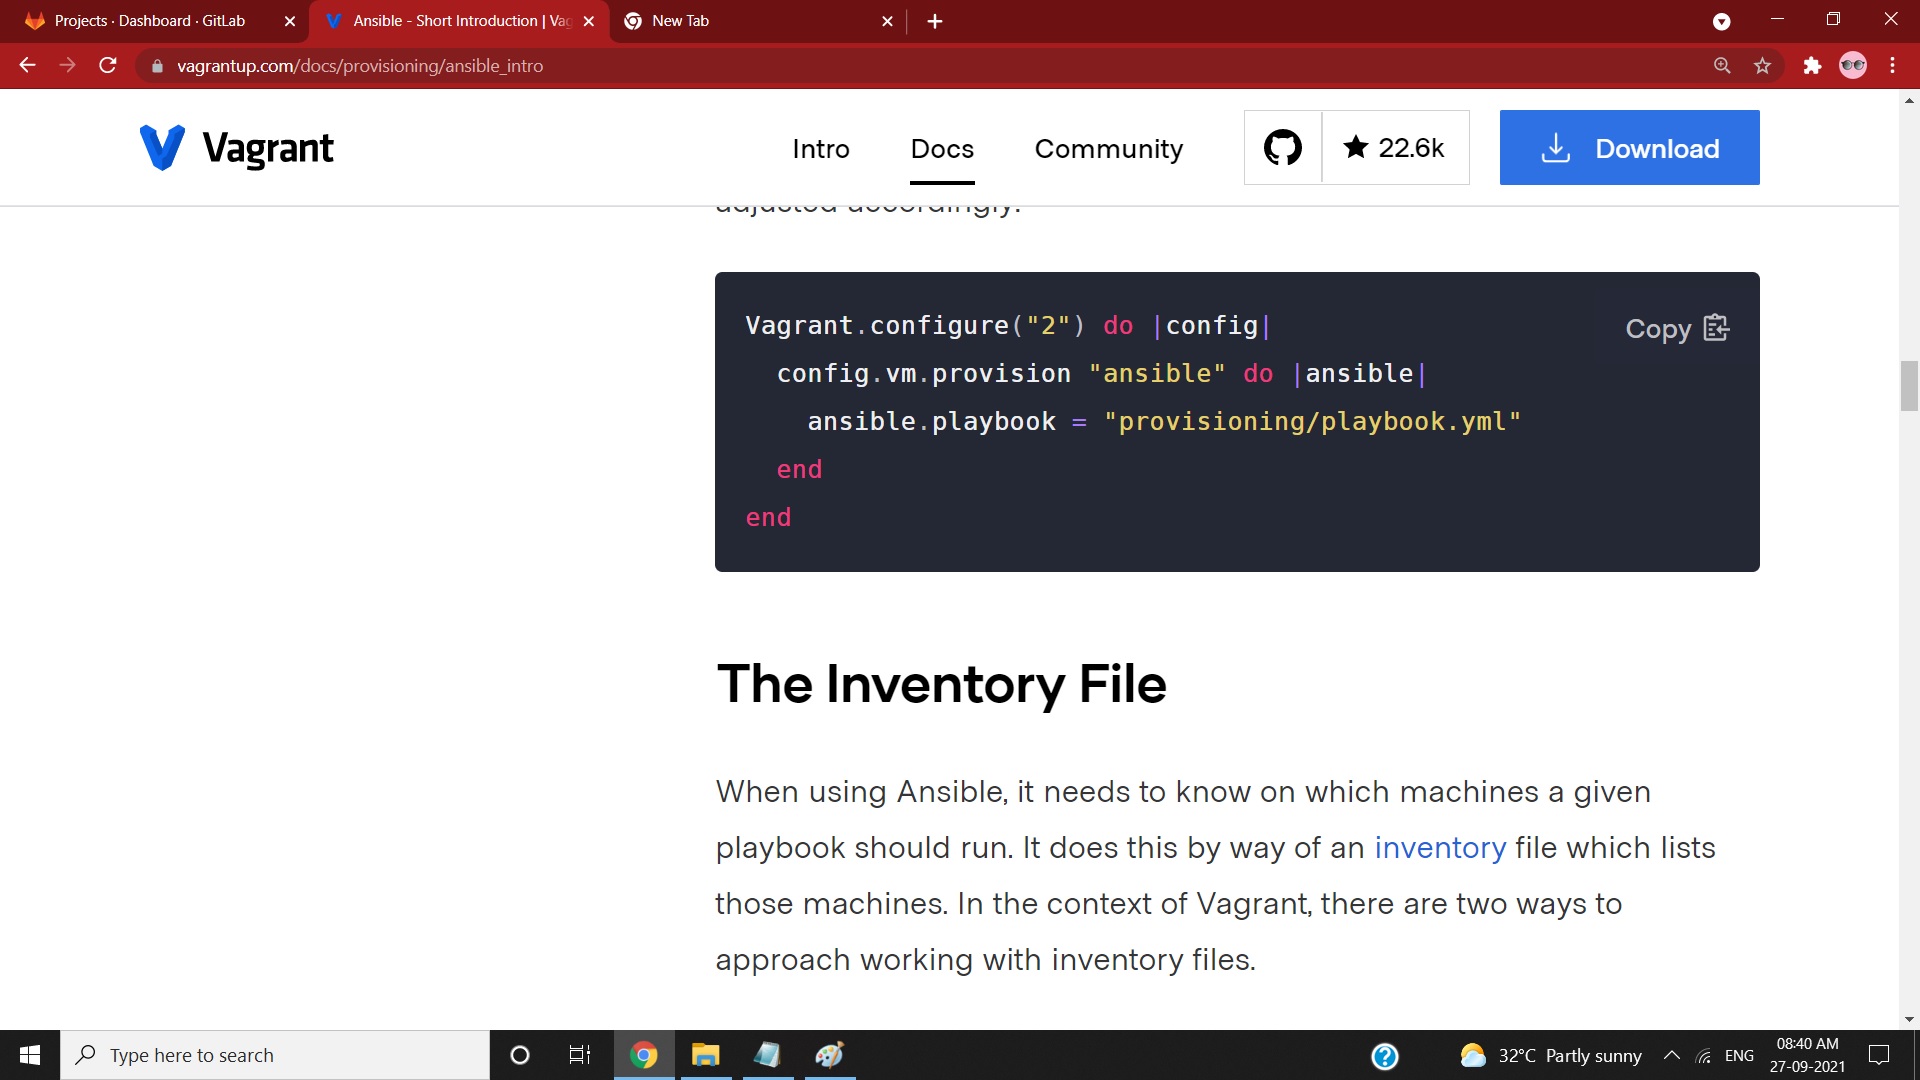 Projects · Dashboard · GitLab
Ansible - Short Introduction | Vag
New Tab
vagrantup.com/docs/provisioning/ansible_intro
Vagrant
Intro
Docs
Community
22.6k
Download
adjusted accordingly.
Copy
Vagrant.configure("2") do |config|
config.vm.provision "ansible" do |ansible|
ansible.playbook = "provisioning/playbook.yml"
end
end
The Inventory File
When using Ansible, it needs to know on which machines a given
playbook should run. It does this by way of an inventory file which lists
those machines. In the context of Vagrant, there are two ways to
approach working with inventory files.
Type here to search
32°C Partly sunny
ENG
08:40 AM
27-09-2021